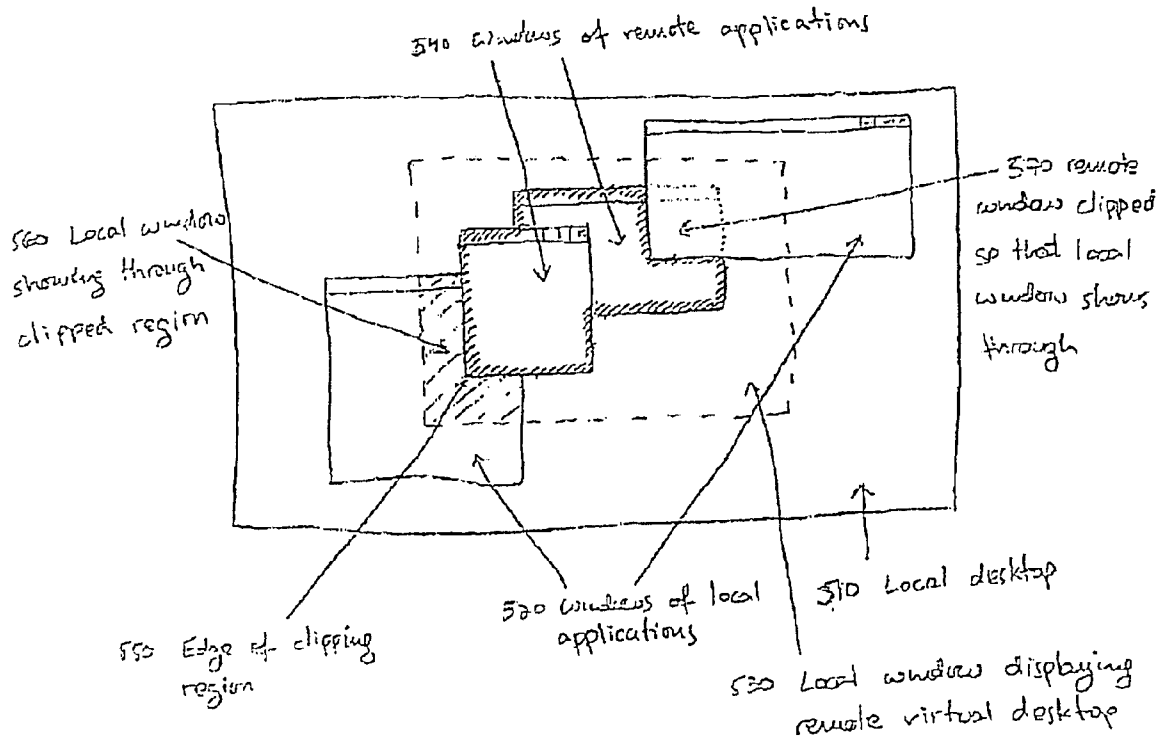 540 windows of remote applications
570 remote
window clipped
so that local
window shows
through
560 Local window
showing through
clipped region
550 Edge of clipping
region
520 windows of local
applications
510 Local desktop
530 Local window displaying
remote virtual desktop